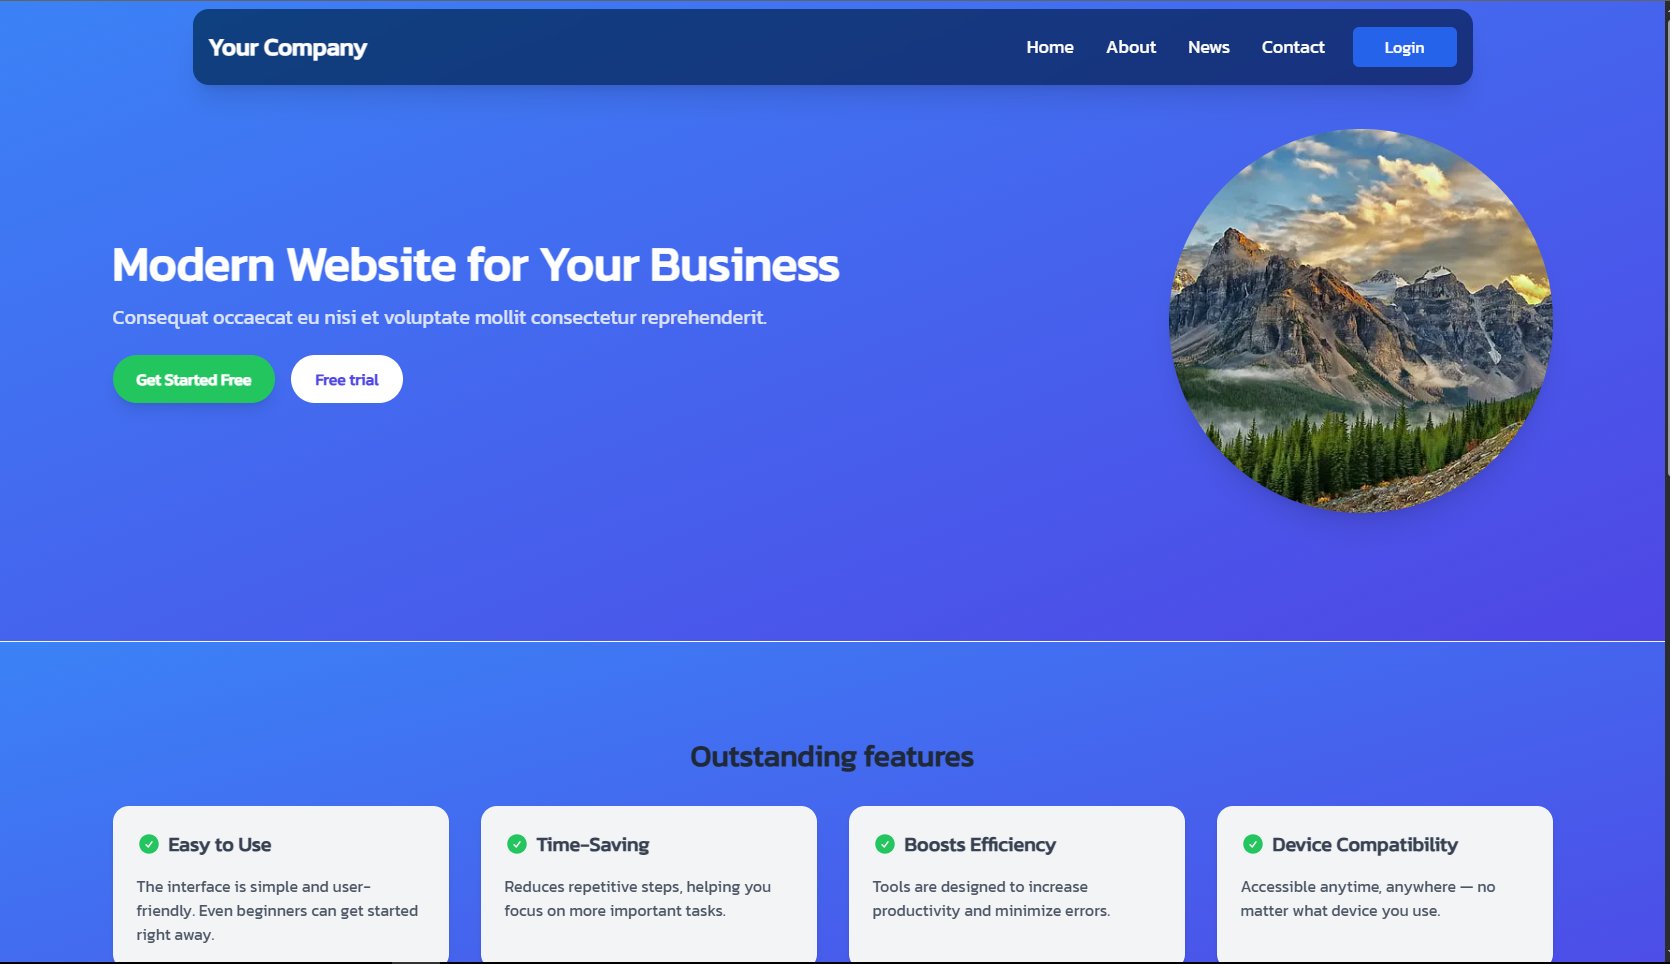 Your Company
Home About News Contact Login
Modern Website for Your Business
Consequat occaecat eu nisi et voluptate mollit consectetur reprehenderit.
Get Started Free Free trial
Outstanding features
Easy to Use
The interface is simple and user-
friendly. Even beginners can get started
right away.
Time-Saving
Reduces repetitive steps, helping you
focus on more important tasks.
Boosts Efficiency
Tools are designed to increase
productivity and minimize errors.
Device Compatibility
Accessible anytime, anywhere — no
matter what device you use.